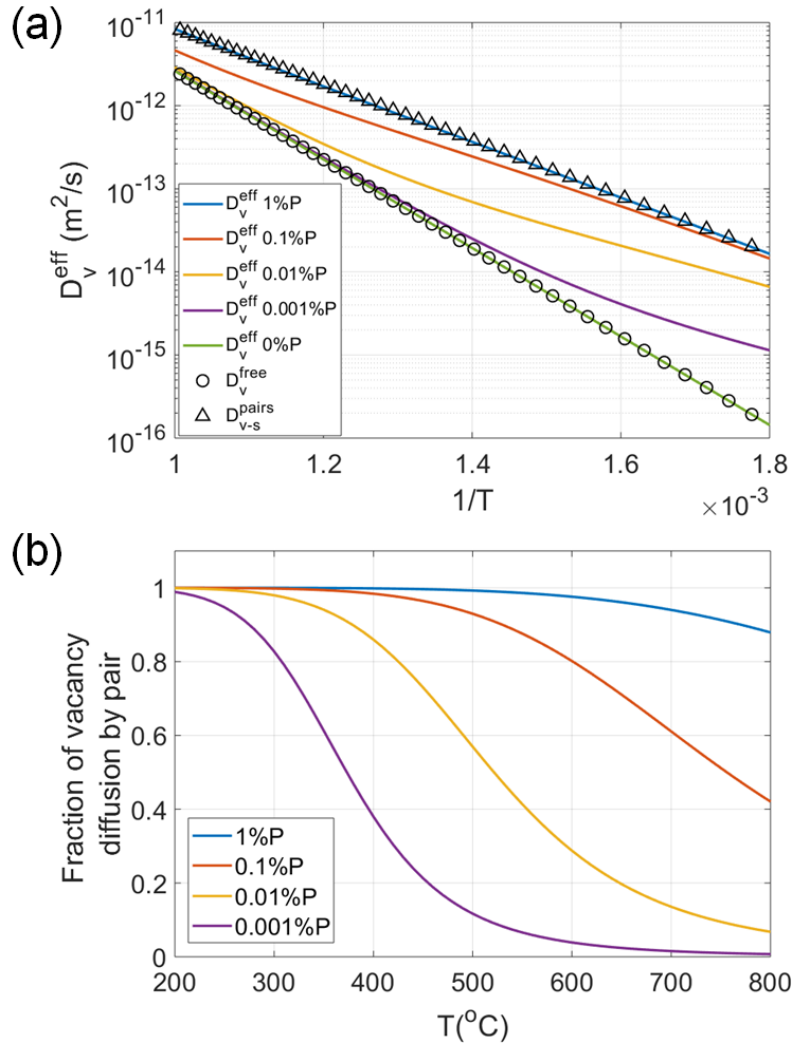 (a)
10^-11
10^-12
10^-13
10^-14
10^-15
10^-16
D_v^eff (m^2/s)
D_v^eff 1%P
D_v^eff 0.1%P
D_v^eff 0.01%P
D_v^eff 0.001%P
D_v^eff 0%P
D_v^free
D_v-s^pairs
1 1.2 1.4 1.6 1.8
1/T
×10^-3
(b)
1
0.8
0.6
0.4
0.2
0
Fraction of vacancy
diffusion by pair
1%P
0.1%P
0.01%P
0.001%P
200 300 400 500 600 700 800
T(°C)